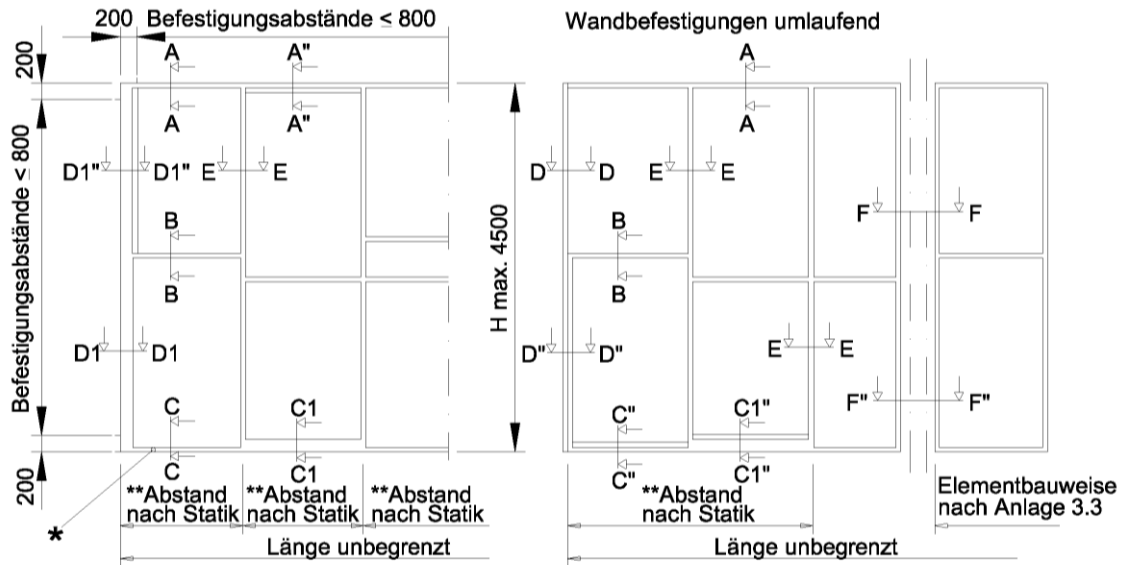 200 Befestigungsabstände ≤ 800
Wandbefestigungen umlaufend
200
A A" A
A A" A
Befestigungsabstände ≤ 800
D1" D1" E E
D D E E
B
B
F F
B
B
H max. 4500
D1 D1
D" D"
E E
F" F"
C C1
C" C1"
C C1
C" C1"
200
**Abstand nach Statik
**Abstand nach Statik
**Abstand nach Statik
**Abstand nach Statik
Elementbauweise
nach Anlage 3.3
*
Länge unbegrenzt
Länge unbegrenzt